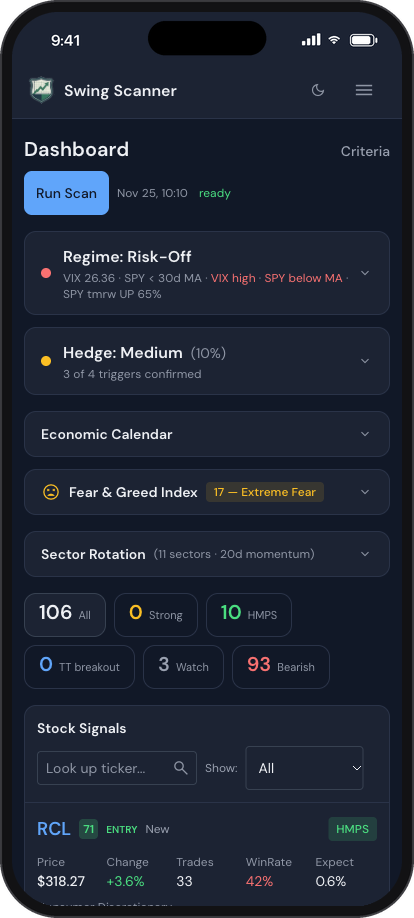 9:41
Swing Scanner
Dashboard
Criteria
Run Scan Nov 25, 10:10 ready
Regime: Risk-Off
VIX 26.36 · SPY < 30d MA · VIX high · SPY below MA ·
SPY tmrw UP 65%
Hedge: Medium (10%)
3 of 4 triggers confirmed
Economic Calendar
Fear & Greed Index 17 — Extreme Fear
Sector Rotation (11 sectors · 20d momentum)
106 All 0 Strong 10 HMPS
0 TT breakout 3 Watch 93 Bearish
Stock Signals
Look up ticker... Show: All
RCL 71 ENTRY New HMPS
Price Change Trades WinRate Expect
$318.27 +3.6% 33 42% 0.6%